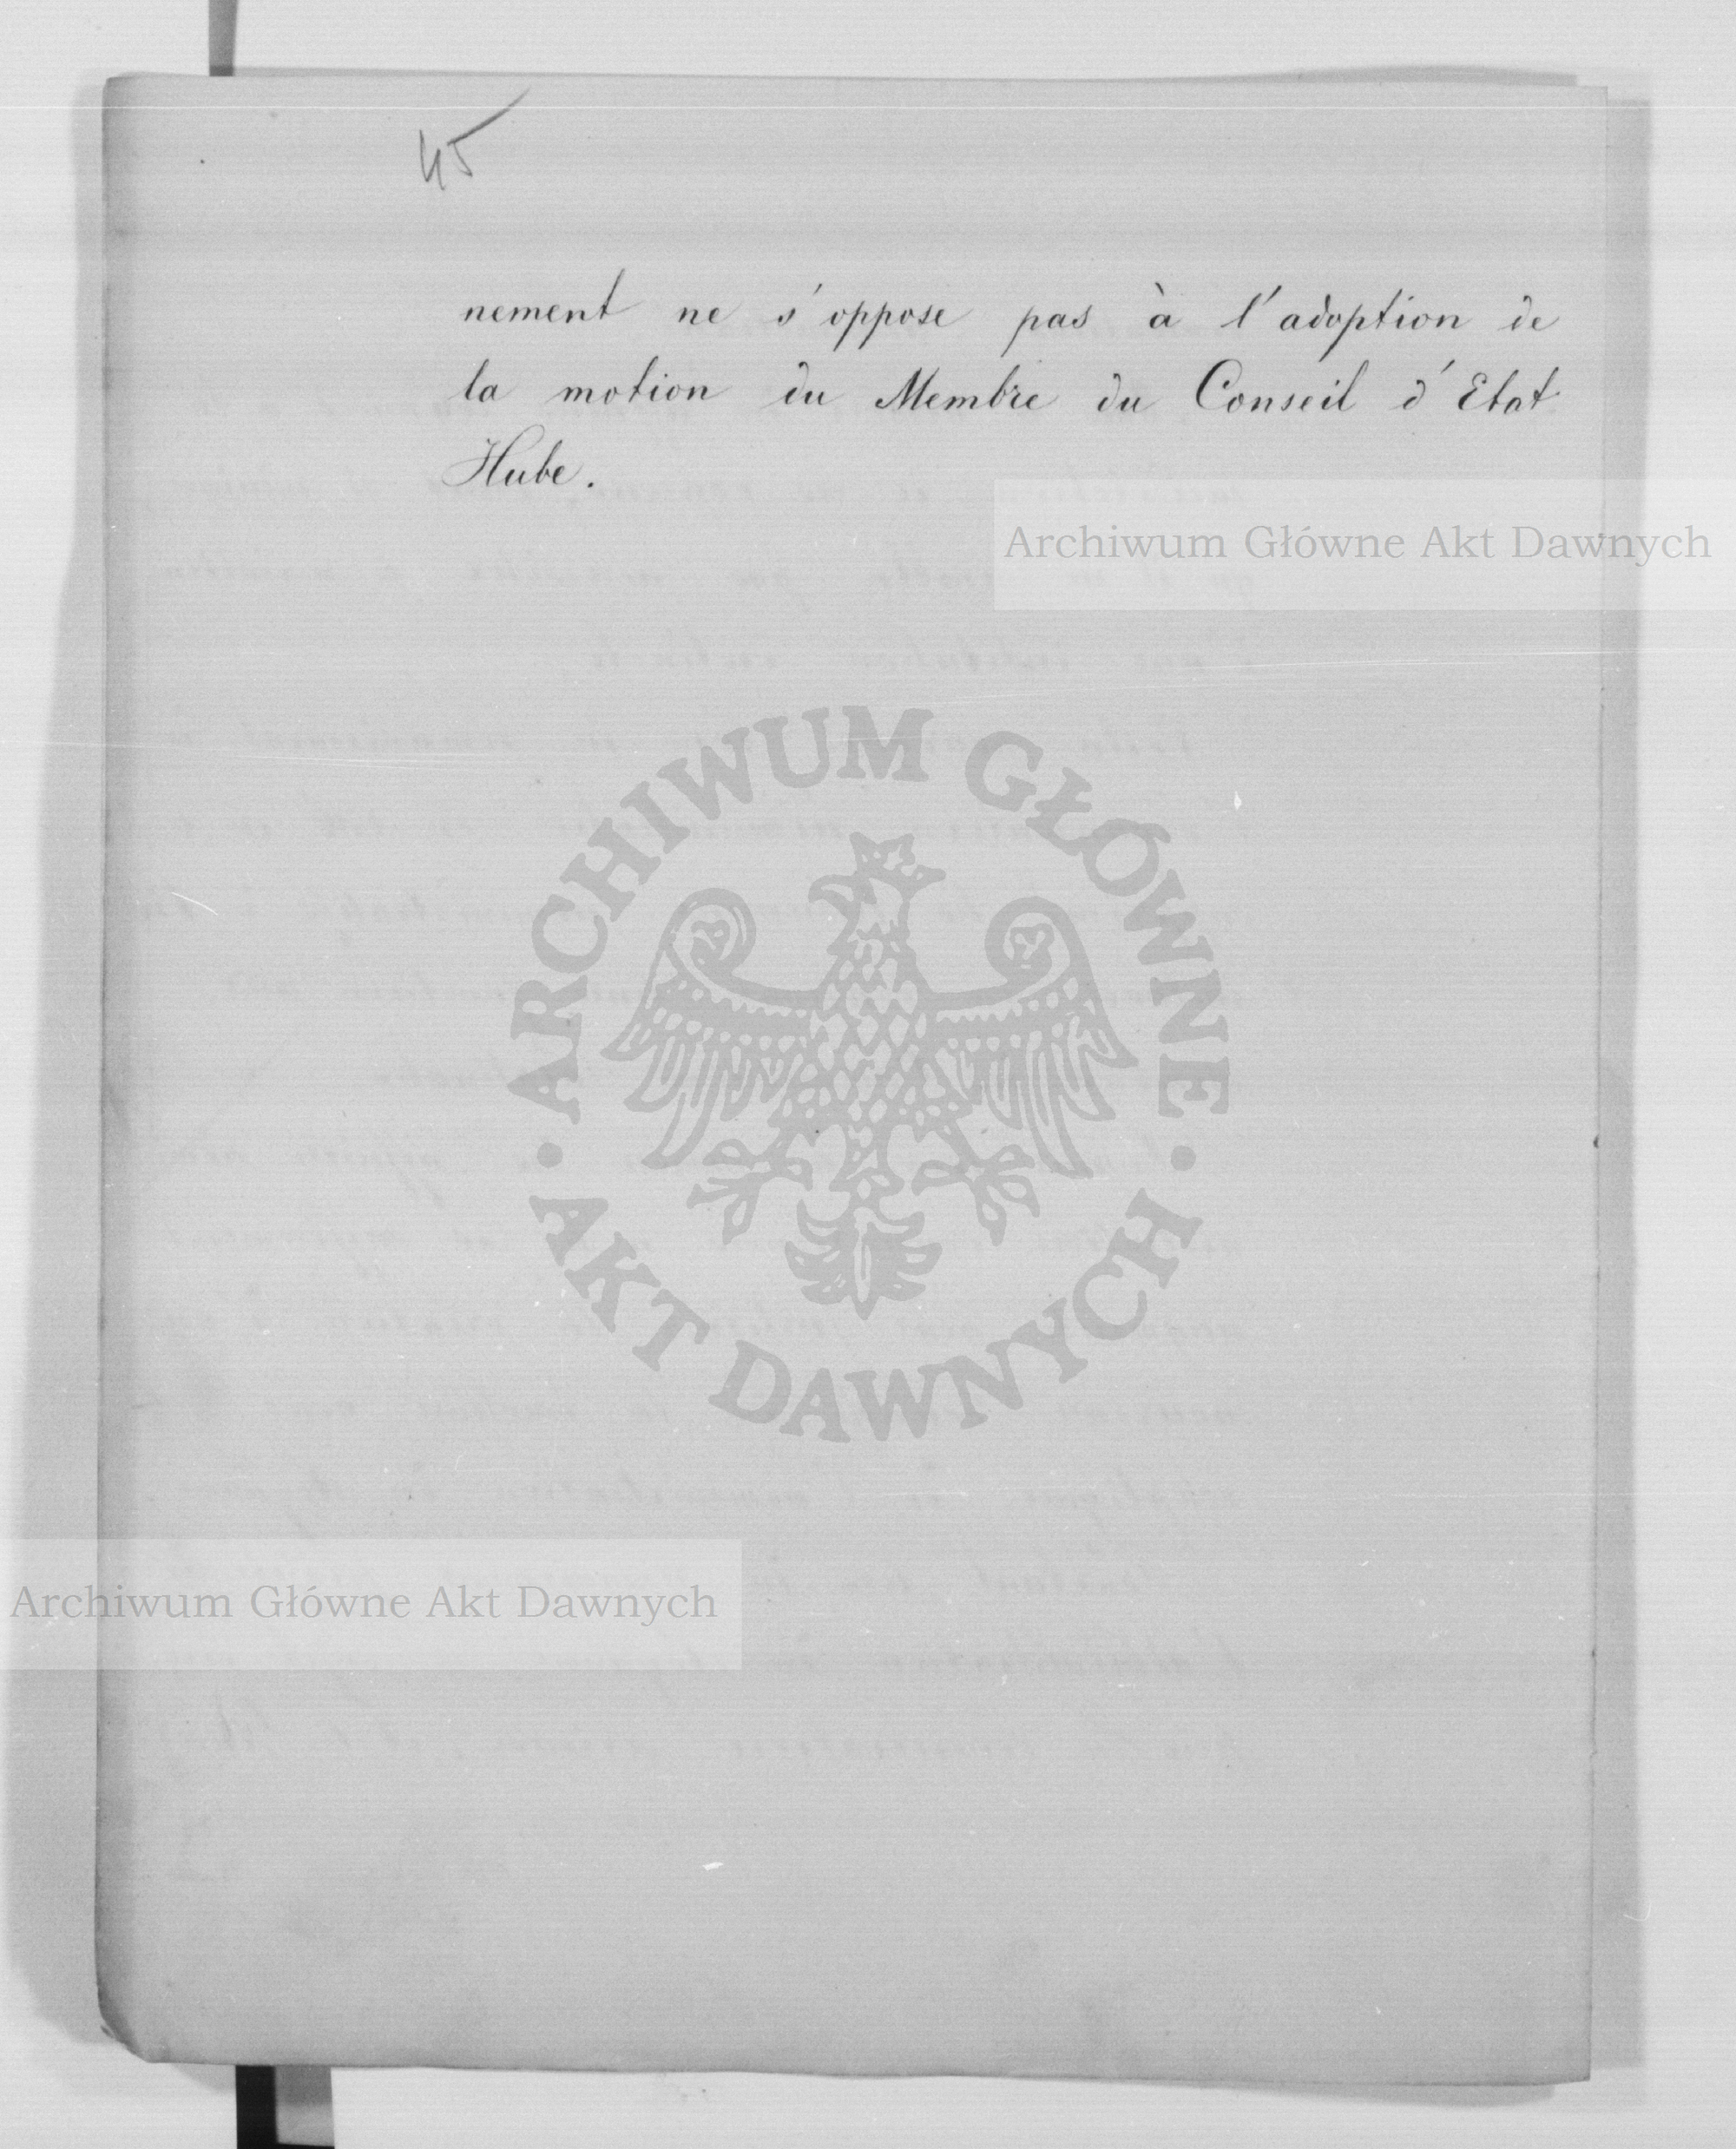 45
nement ne s'oppose pas à l'adoption de
la motion du Membre du Conseil d'Etat
Hube.
Archiwum Główne Akt Dawnych
ARCHIWUM GŁÓWNE
AKT DAWNYCH
Archiwum Główne Akt Dawnych